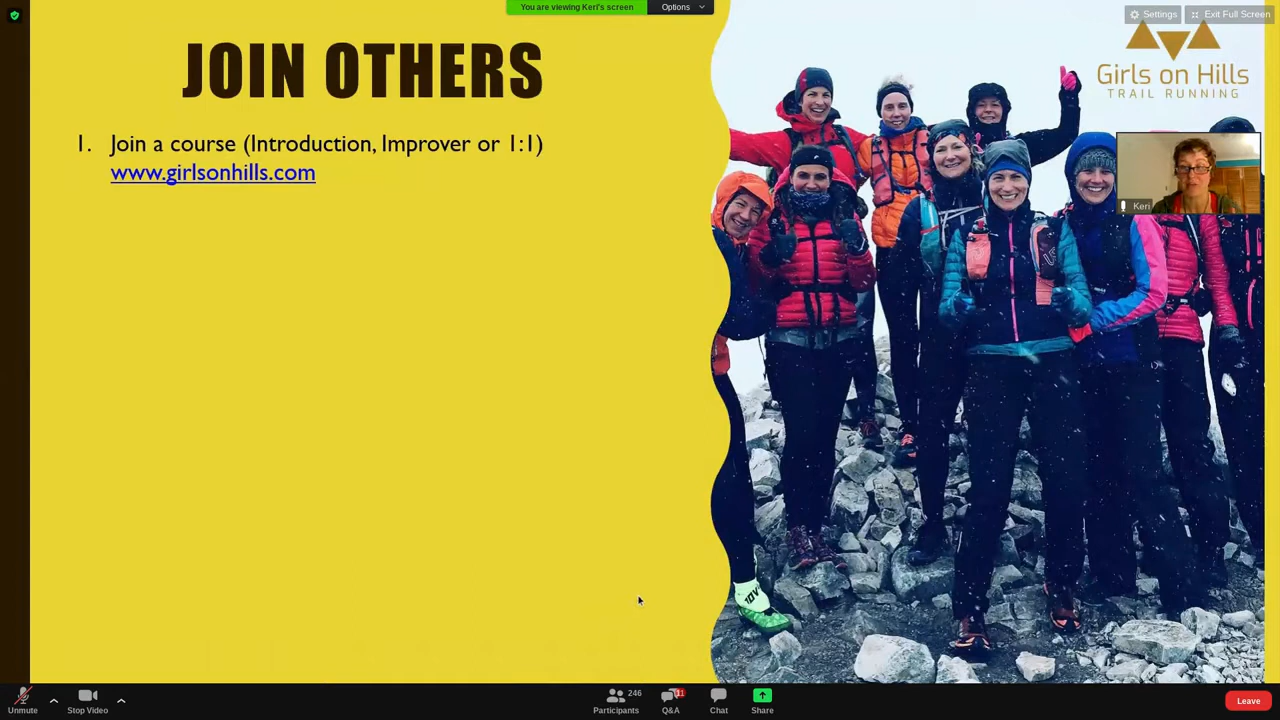 You are viewing Keri's screen
Options
Settings
Exit Full Screen
JOIN OTHERS
Girls on Hills
TRAIL RUNNING
1. Join a course (Introduction, Improver or 1:1)
www.girlsonhills.com
Keri
Unmute
Stop Video
246
Participants
11
Q&A
Chat
Share
Leave